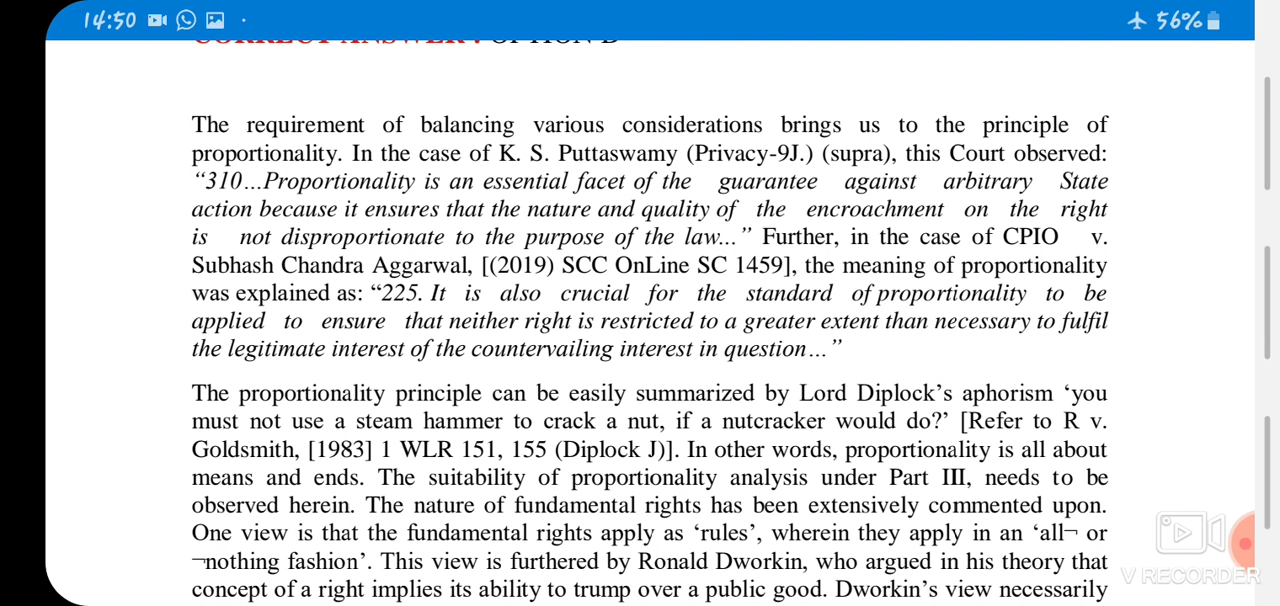 14:50
56%
CORRECT ANSWER : OPTION D
The requirement of balancing various considerations brings us to the principle of
proportionality. In the case of K. S. Puttaswamy (Privacy-9J.) (supra), this Court observed:
“310…Proportionality is an essential facet of the guarantee against arbitrary State
action because it ensures that the nature and quality of the encroachment on the right
is not disproportionate to the purpose of the law...” Further, in the case of CPIO v.
Subhash Chandra Aggarwal, [(2019) SCC OnLine SC 1459], the meaning of proportionality
was explained as: “225. It is also crucial for the standard of proportionality to be
applied to ensure that neither right is restricted to a greater extent than necessary to fulfil
the legitimate interest of the countervailing interest in question…”
The proportionality principle can be easily summarized by Lord Diplock’s aphorism ‘you
must not use a steam hammer to crack a nut, if a nutcracker would do?’ [Refer to R v.
Goldsmith, [1983] 1 WLR 151, 155 (Diplock J)]. In other words, proportionality is all about
means and ends. The suitability of proportionality analysis under Part III, needs to be
observed herein. The nature of fundamental rights has been extensively commented upon.
One view is that the fundamental rights apply as ‘rules’, wherein they apply in an ‘all¬ or
¬nothing fashion’. This view is furthered by Ronald Dworkin, who argued in his theory that
concept of a right implies its ability to trump over a public good. Dworkin’s view necessarily
V RECORDER